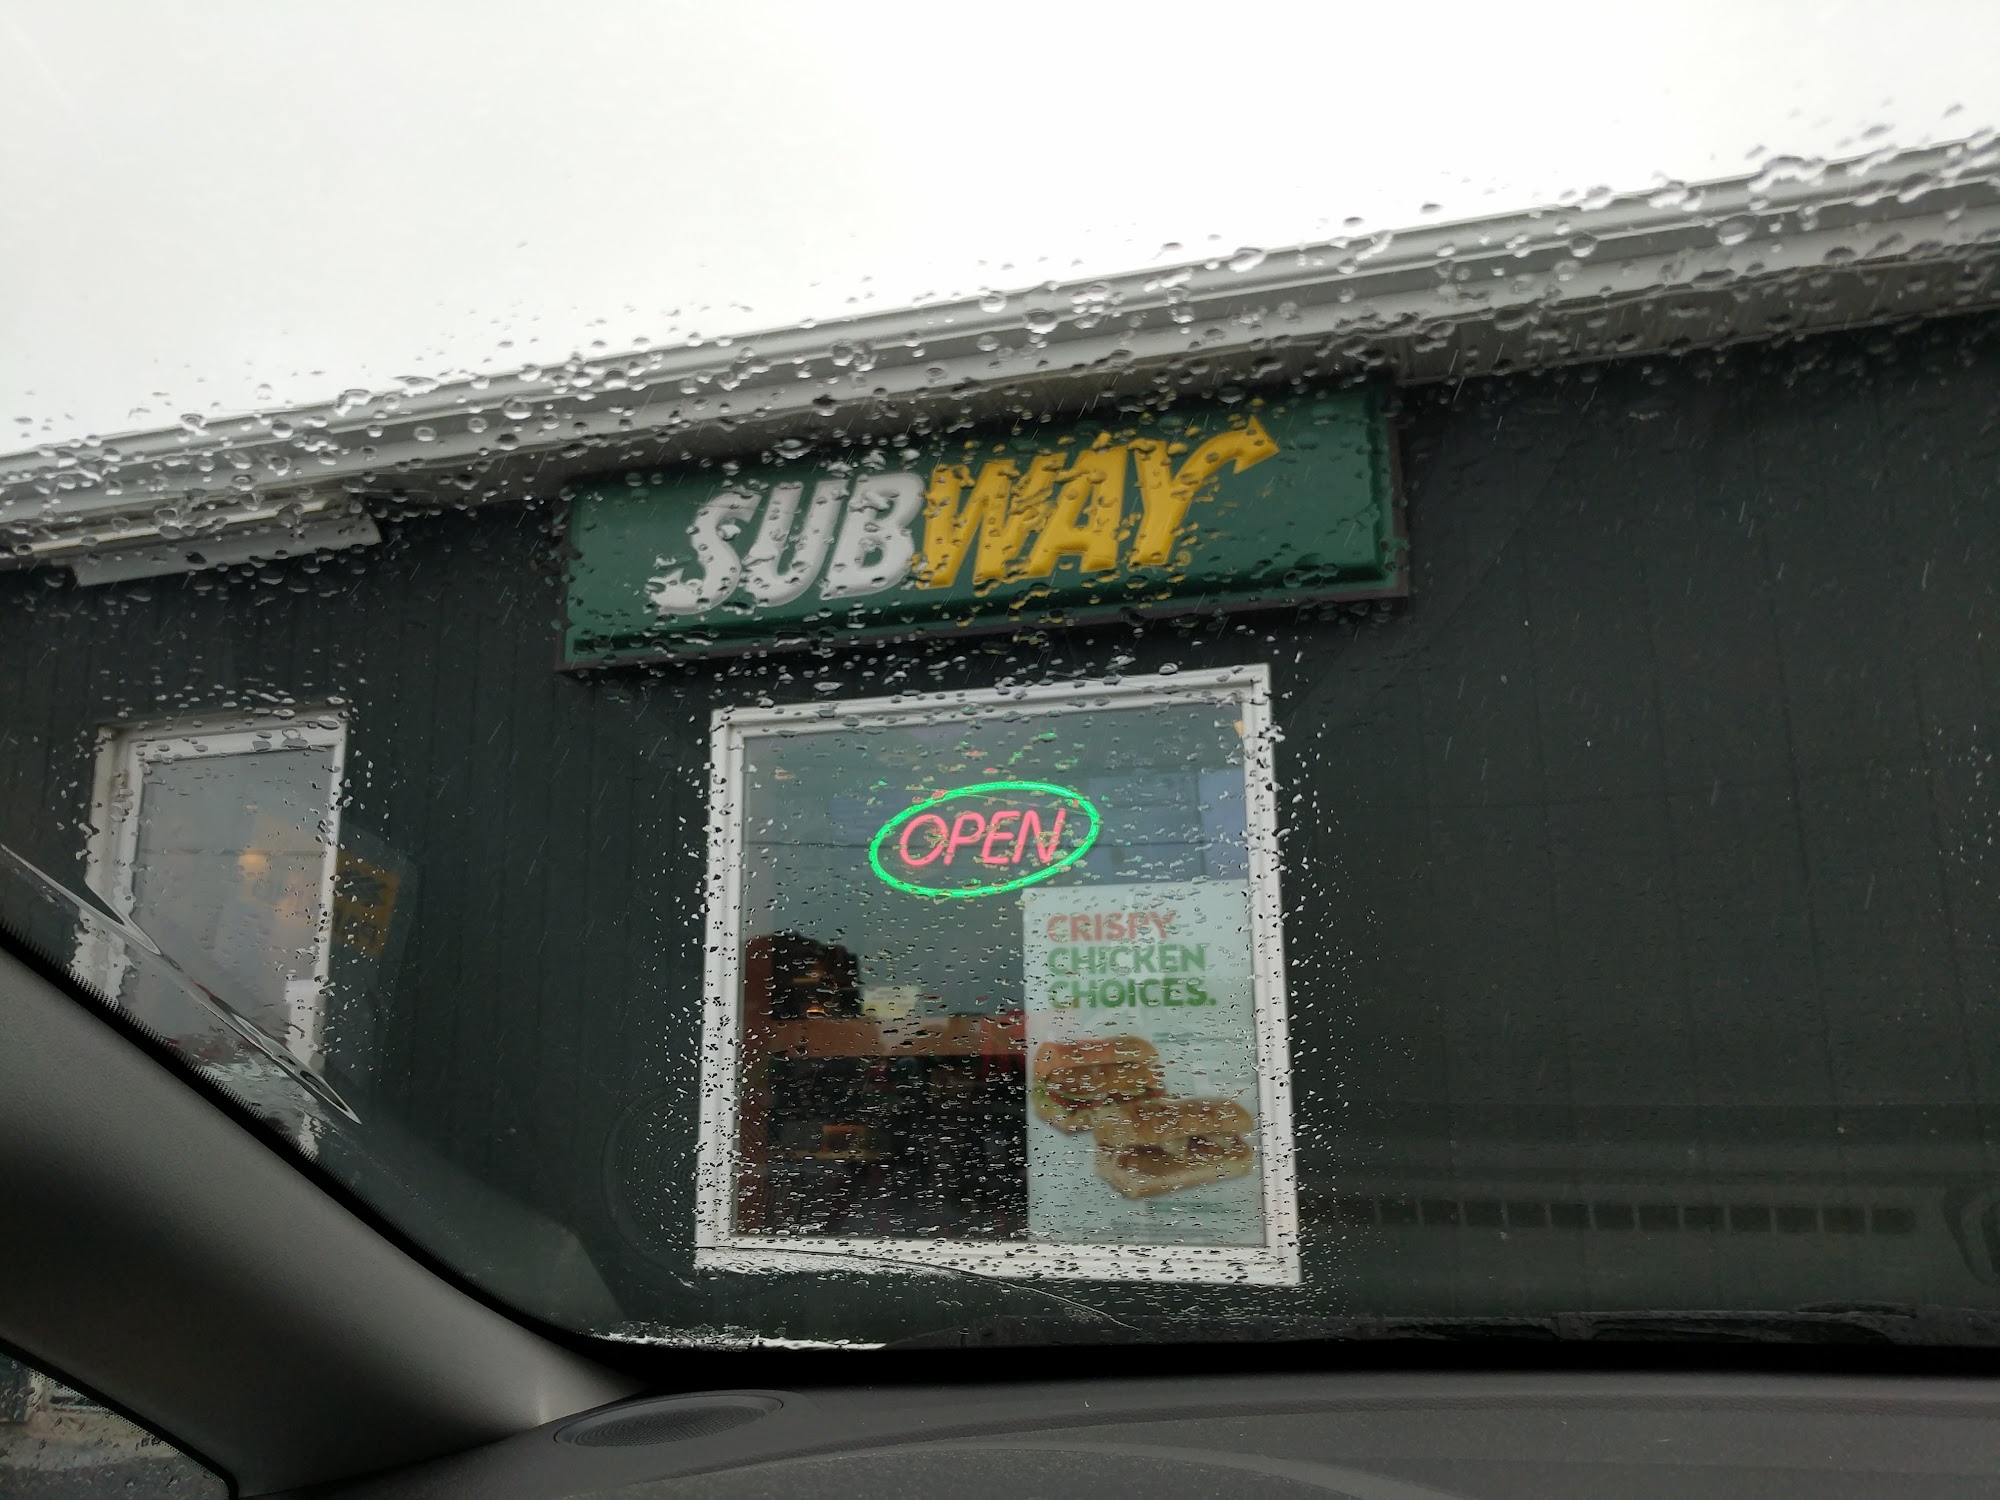 SUBWAY
OPEN
CRISPY
CHICKEN
CHOICES.